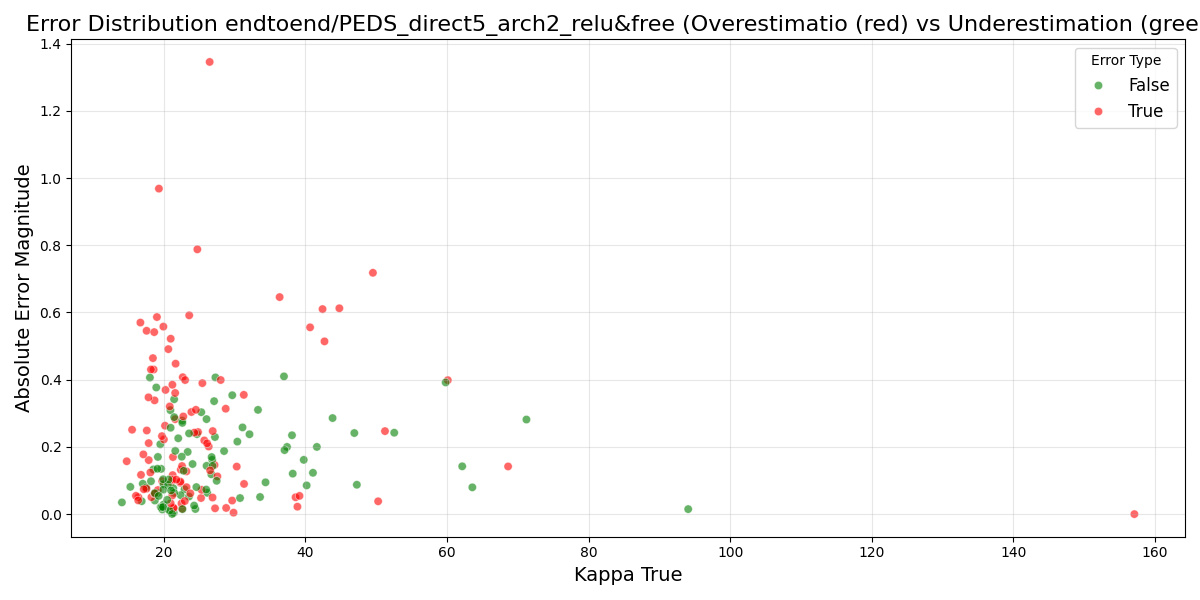 Error Distribution endtoend/PEDS_direct5_arch2_relu&free (Overestimatio (red) vs Underestimation (gree
Error Type
False
True
Absolute Error Magnitude
1.4
1.2
1.0
0.8
0.6
0.4
0.2
0.0
20 40 60 80 100 120 140 160
Kappa True